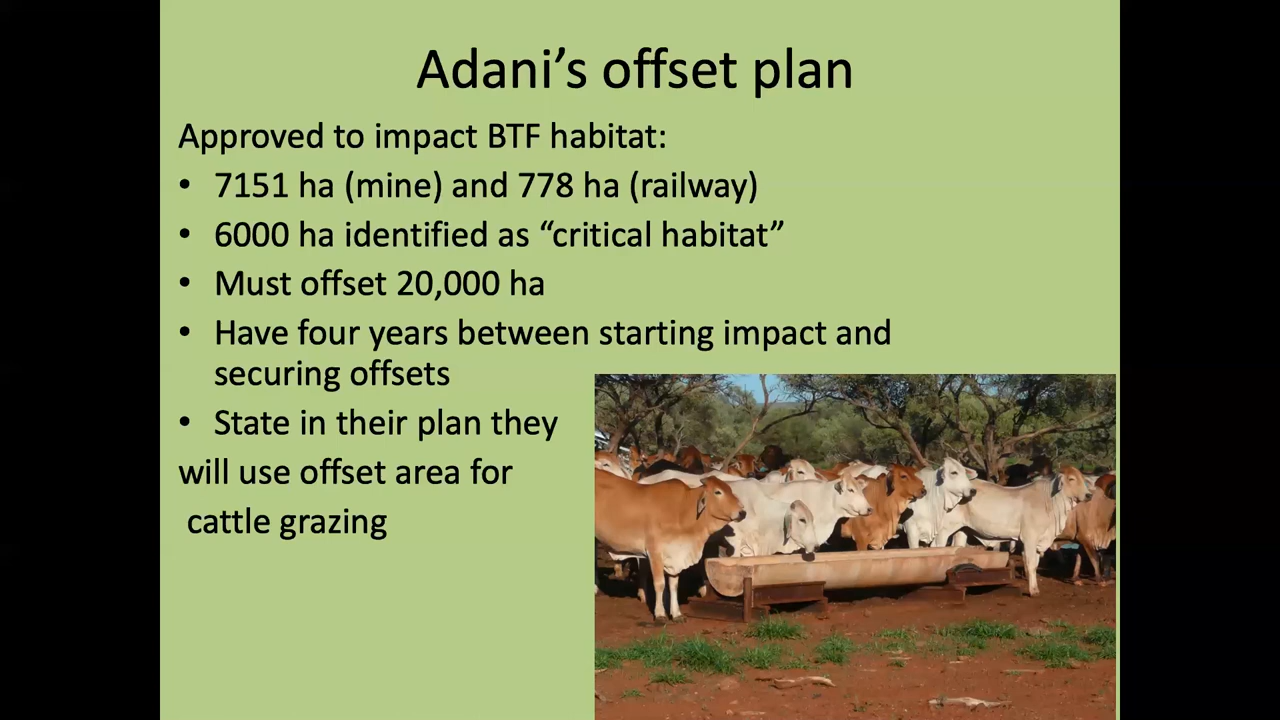 Adani’s offset plan
Approved to impact BTF habitat:
• 7151 ha (mine) and 778 ha (railway)
• 6000 ha identified as “critical habitat”
• Must offset 20,000 ha
• Have four years between starting impact and
securing offsets
• State in their plan they
will use offset area for
cattle grazing